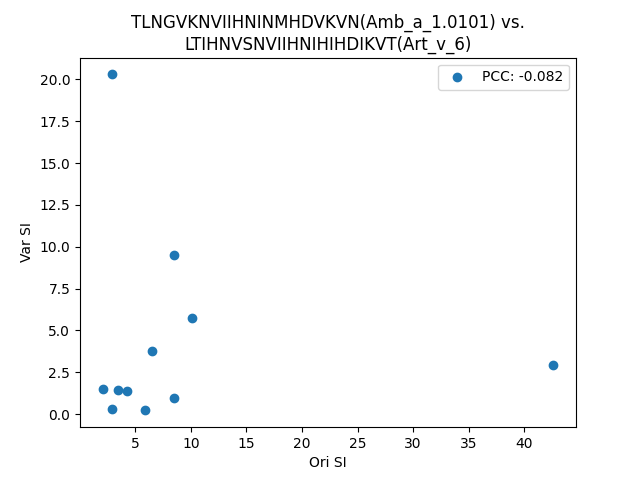 TLNGVKNVIIHNINMHDVKVN(Amb_a_1.0101) vs.
LTIHNVSNVIIHNIHIHDIKVT(Art_v_6)
PCC: -0.082
20.0
17.5
15.0
12.5
10.0
7.5
5.0
2.5
0.0
Var SI
5 10 15 20 25 30 35 40
Ori SI